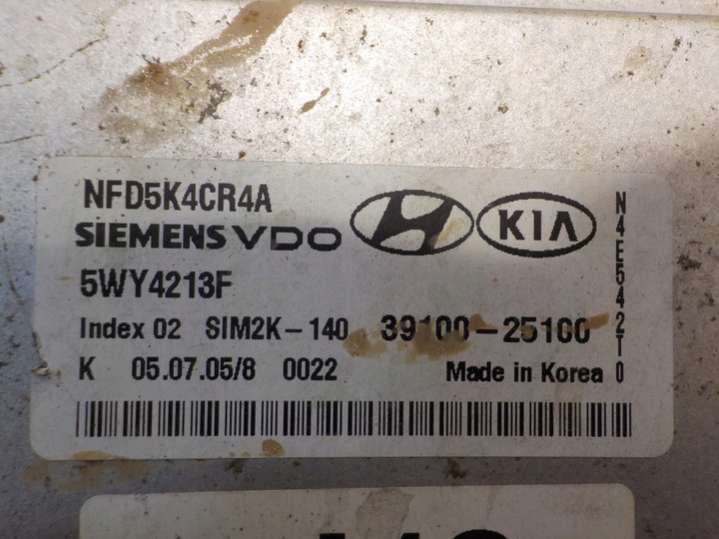 NFD5K4CR4A
SIEMENS VDO
KIA
5WY4213F
Index 02 SIM2K-140 39100-25100
K 05.07.05/8 0022 Made in Korea
N4E542T0